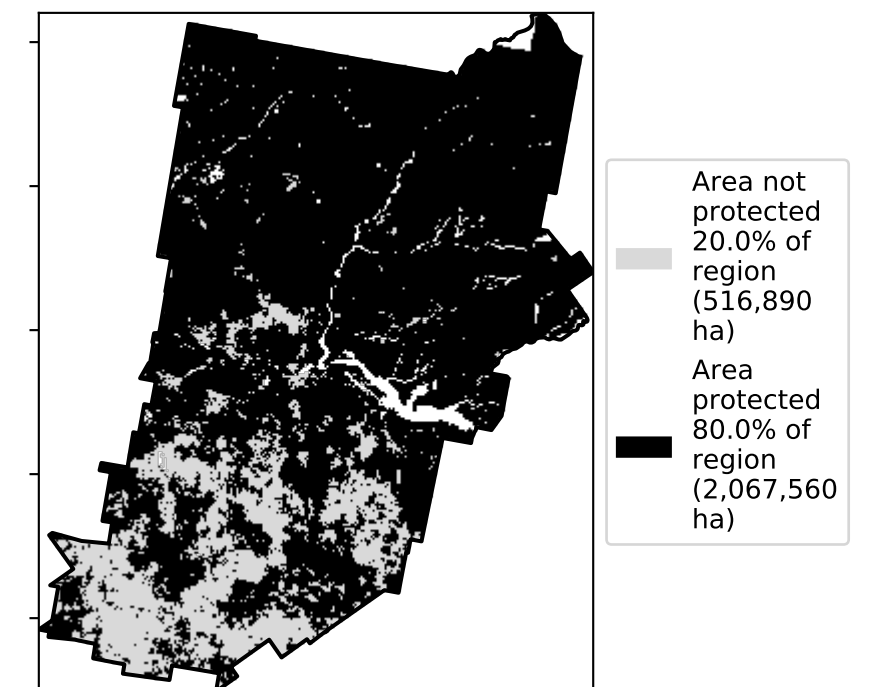 Area not
protected
20.0% of
region
(516,890
ha)
Area
protected
80.0% of
region
(2,067,560
ha)